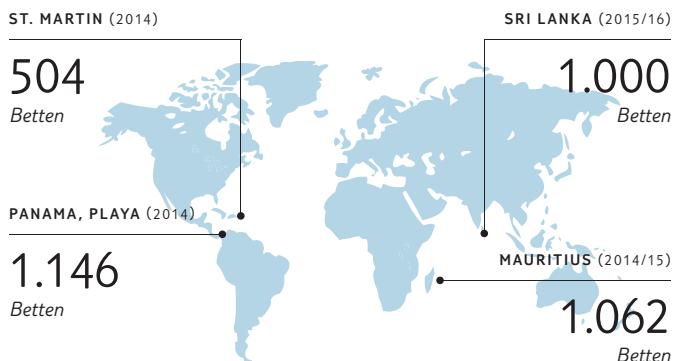 ST. MARTIN (2014)
504
Betten
SRI LANKA (2015/16)
1.000
Betten
PANAMA, PLAYA (2014)
1.146
Betten
MAURITIUS (2014/15)
1.062
Betten